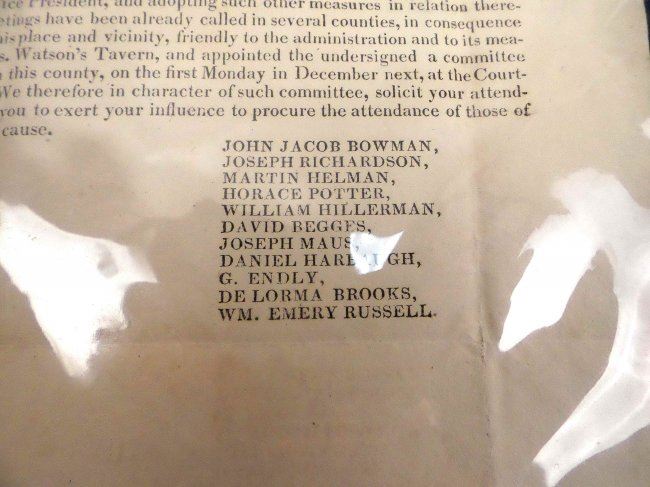 President, and adopting such other measures in relation there-
etings have been already called in several counties, in consequence
place and vicinity, friendly to the administration and to its mea-
s. Watson's Tavern, and appointed the undersigned a committee
this county, on the first Monday in December next, at the Court-
We therefore in character of such committee, solicit your attend-
you to exert your influence to procure the attendance of those of
cause.
JOHN JACOB BOWMAN,
JOSEPH RICHARDSON,
MARTIN HELMAN,
HORACE POTTER,
WILLIAM HILLERMAN,
DAVID BEGGES,
JOSEPH MAUS,
DANIEL HARBAUGH,
G. ENDLY,
DE LORMA BROOKS,
WM. EMERY RUSSELL.